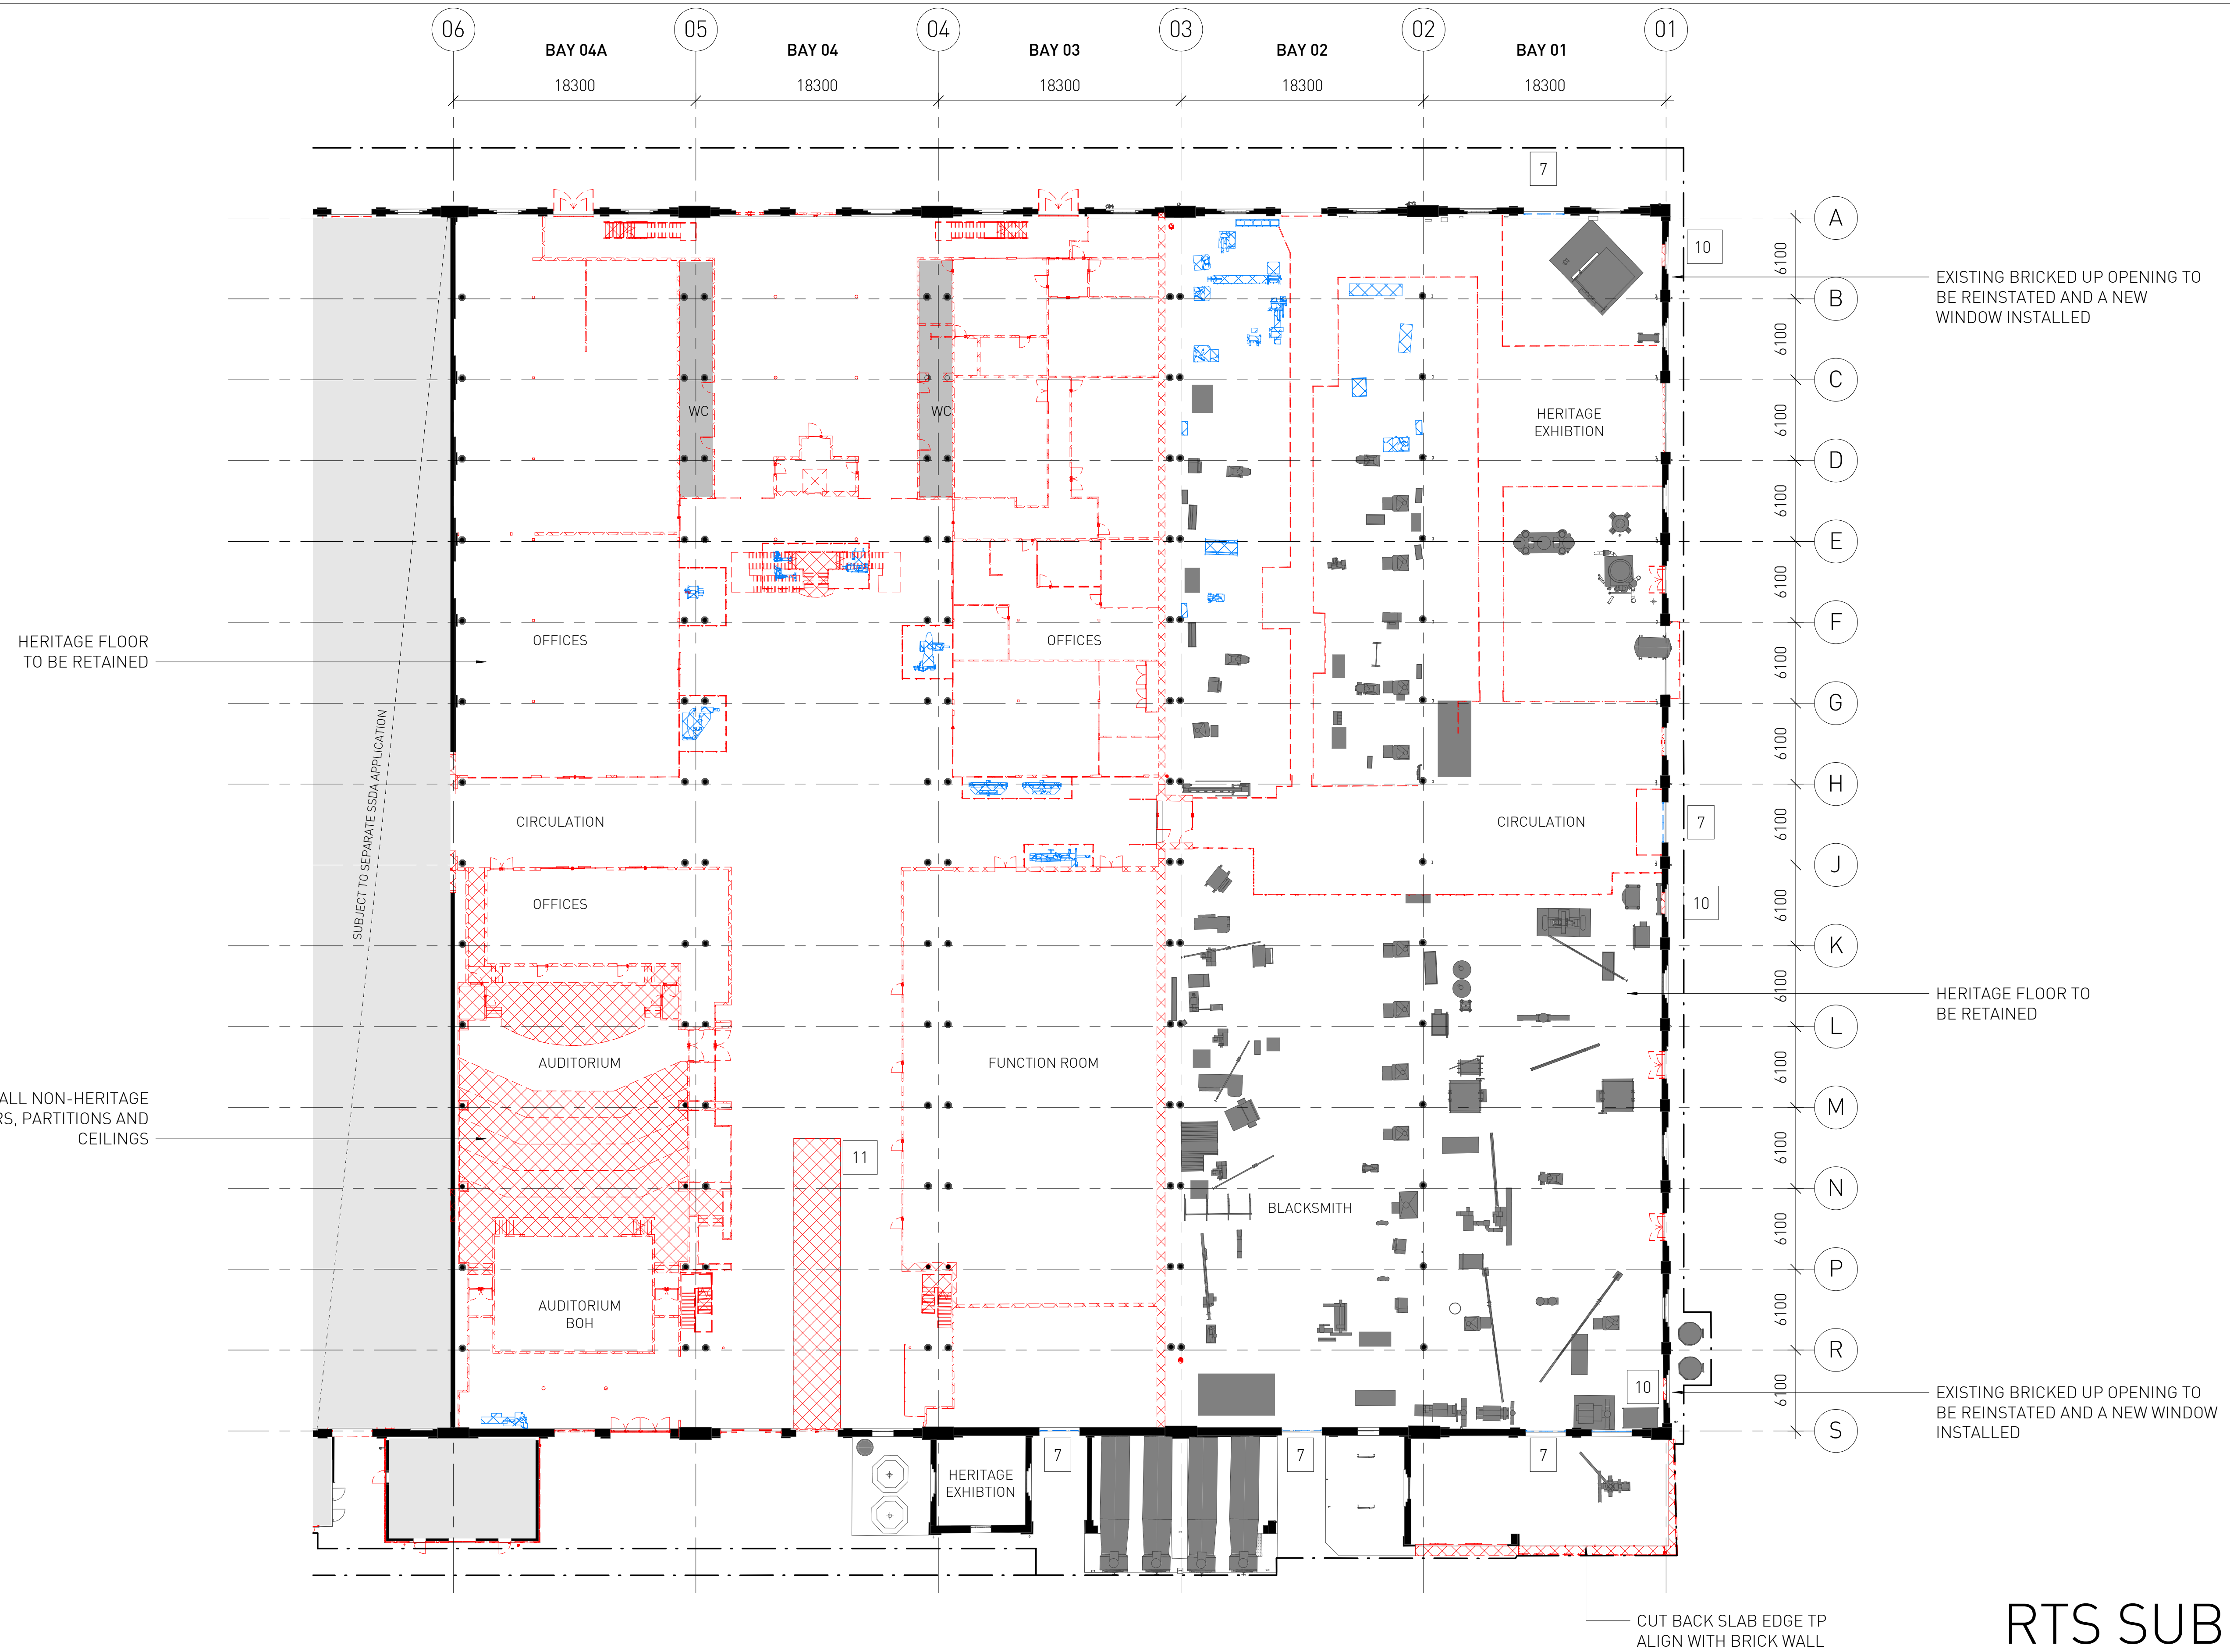 06
05
04
03
02
01
BAY 04A
BAY 04
BAY 03
BAY 02
BAY 01
18300
18300
18300
18300
18300
7
A
10
6100
EXISTING BRICKED UP OPENING TO
BE REINSTATED AND A NEW
WINDOW INSTALLED
B
6100
C
WC
WC
HERITAGE
EXHIBTION
6100
D
6100
E
6100
F
HERITAGE FLOOR
TO BE RETAINED
OFFICES
OFFICES
6100
G
6100
H
SUBJECT TO SEPARATE SSDA APPLICATION
CIRCULATION
CIRCULATION
7
6100
J
OFFICES
10
6100
K
6100
HERITAGE FLOOR TO
BE RETAINED
L
AUDITORIUM
FUNCTION ROOM
6100
ALL NON-HERITAGE
RS, PARTITIONS AND
CEILINGS
M
11
6100
N
BLACKSMITH
6100
P
AUDITORIUM
BOH
6100
R
10
6100
EXISTING BRICKED UP OPENING TO
BE REINSTATED AND A NEW WINDOW
INSTALLED
S
7
7
7
HERITAGE
EXHIBTION
CUT BACK SLAB EDGE TP
ALIGN WITH BRICK WALL
RTS SUB